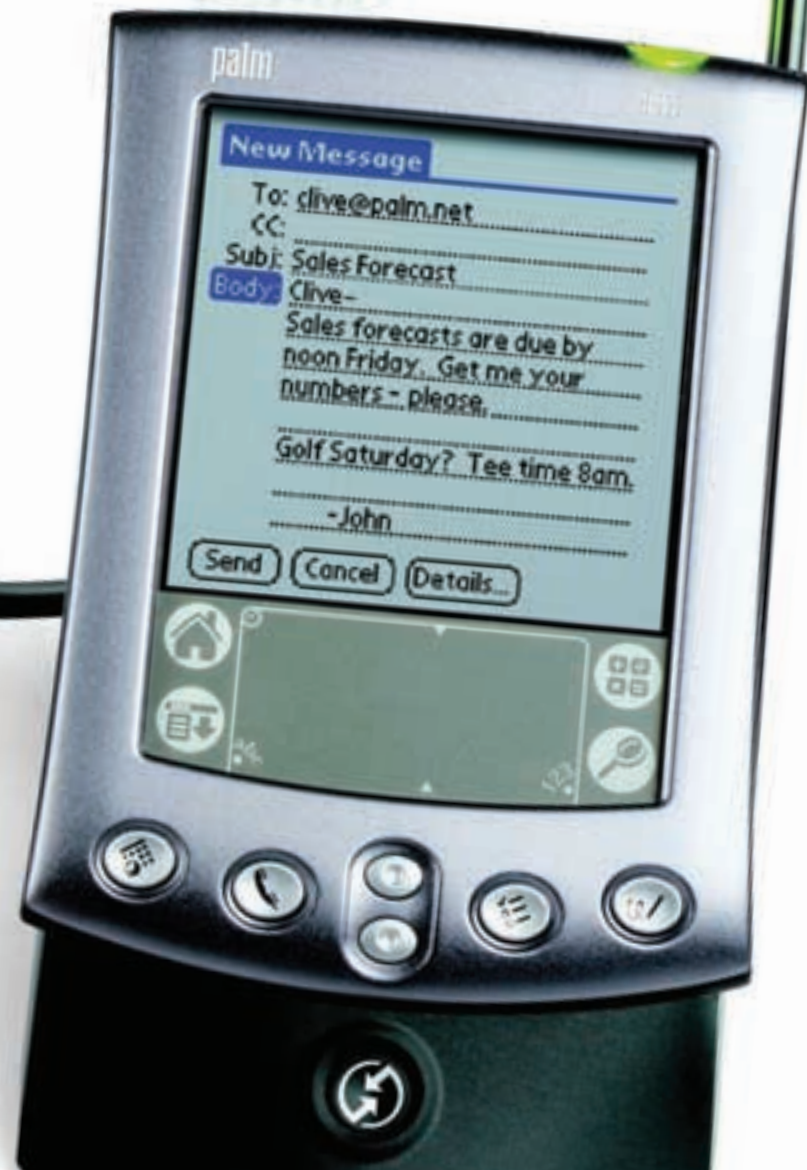 palm
New Message
To: clive@palm.net
CC:
Subj: Sales Forecast
Body: Clive-
Sales forecasts are due by
noon Friday. Get me your
numbers - please.
Golf Saturday? Tee time 8am.
-John
Send Cancel Details...
123